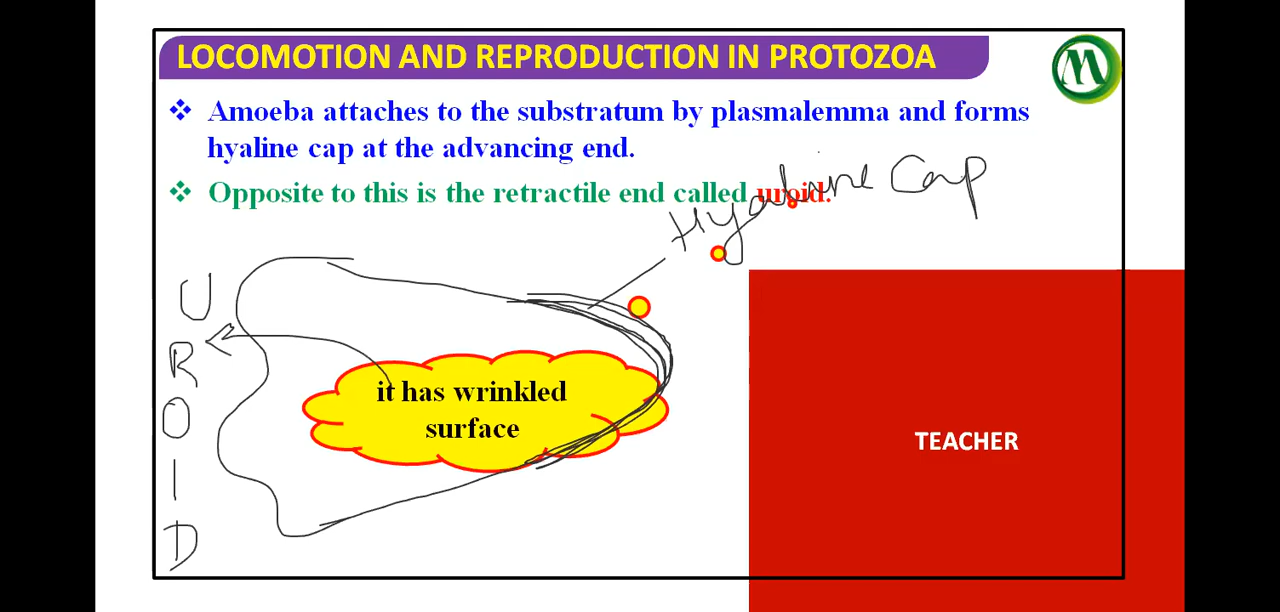 LOCOMOTION AND REPRODUCTION IN PROTOZOA
M
❖ Amoeba attaches to the substratum by plasmalemma and forms
hyaline cap at the advancing end.
❖ Opposite to this is the retractile end called uroid.
Hyaline Cap
U
R
O
I
D
it has wrinkled
surface
TEACHER